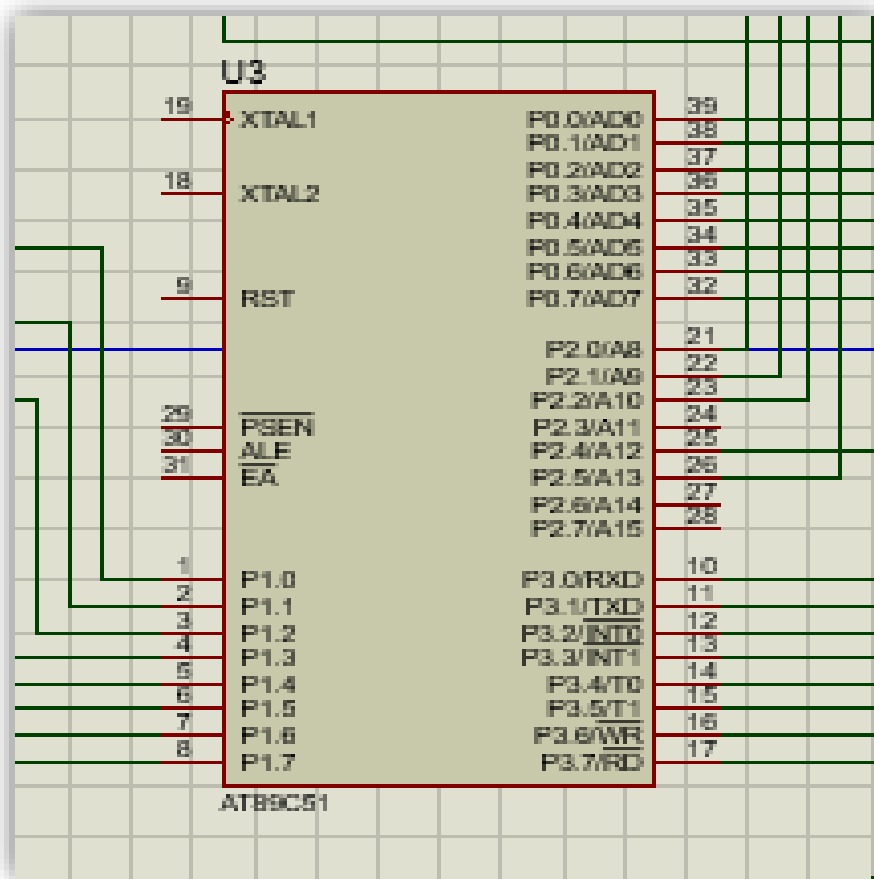 U3
19 XTAL1 P0.0/AD0 39
P0.1/AD1 38
P0.2/AD2 37
18 XTAL2 P0.3/AD3 36
P0.4/AD4 35
P0.5/AD5 34
P0.6/AD6 33
9 RST P0.7/AD7 32
P2.0/A8 21
P2.1/A9 22
P2.2/A10 23
29 PSEN P2.3/A11 24
30 ALE P2.4/A12 25
31 EA P2.5/A13 26
P2.6/A14 27
P2.7/A15 28
1 P1.0 P3.0/RXD 10
2 P1.1 P3.1/TXD 11
3 P1.2 P3.2/INT0 12
4 P1.3 P3.3/INT1 13
5 P1.4 P3.4/T0 14
6 P1.5 P3.5/T1 15
7 P1.6 P3.6/WR 16
8 P1.7 P3.7/RD 17
AT89C51